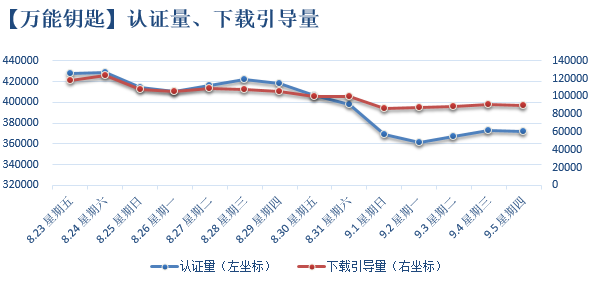 【万能钥匙】认证量、下载引导量
440000
420000
400000
380000
360000
340000
320000
140000
120000
100000
80000
60000
40000
20000
0
8.23 星期五
8.24 星期六
8.25 星期日
8.26 星期一
8.27 星期二
8.28 星期三
8.29 星期四
8.30 星期五
8.31 星期六
9.1 星期日
9.2 星期一
9.3 星期二
9.4 星期三
9.5 星期四
认证量（左坐标）
下载引导量（右坐标）